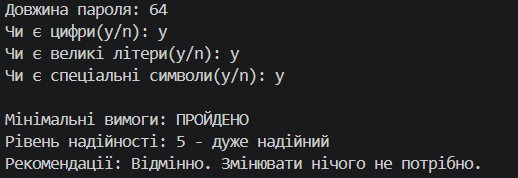 Довжина пароля: 64
Чи є цифри(y/n): y
Чи є великі літери(y/n): y
Чи є спеціальні символи(y/n): y
Мінімальні вимоги: ПРОЙДЕНО
Рівень надійності: 5 - дуже надійний
Рекомендації: Відмінно. Змінювати нічого не потрібно.